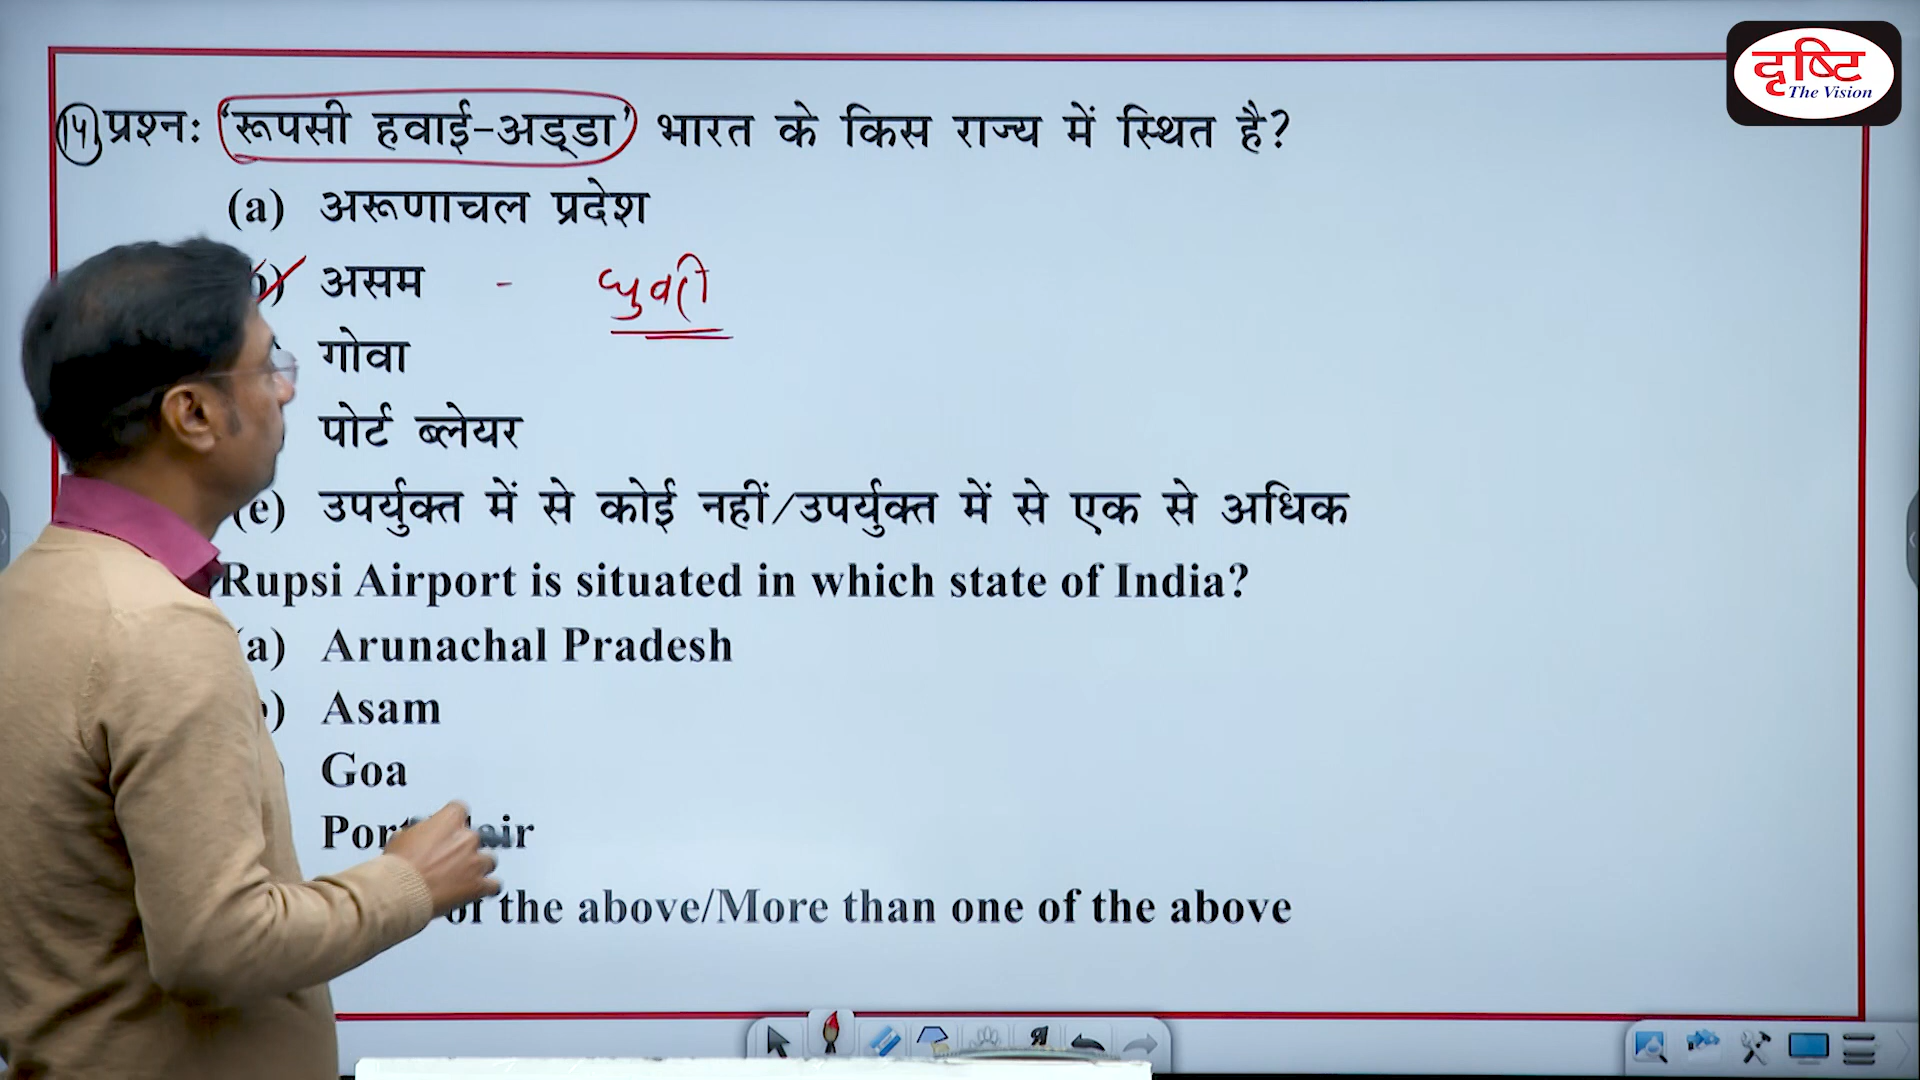 दृष्टि
The Vision
14. प्रश्नः 'रूपसी हवाई-अड्डा' भारत के किस राज्य में स्थित है?
(a) अरूणाचल प्रदेश
असम -
गोवा
पोर्ट ब्लेयर
(e) उपर्युक्त में से कोई नहीं/उपर्युक्त में से एक से अधिक
Rupsi Airport is situated in which state of India?
a) Arunachal Pradesh
) Asam
Goa
of the above/More than one of the above